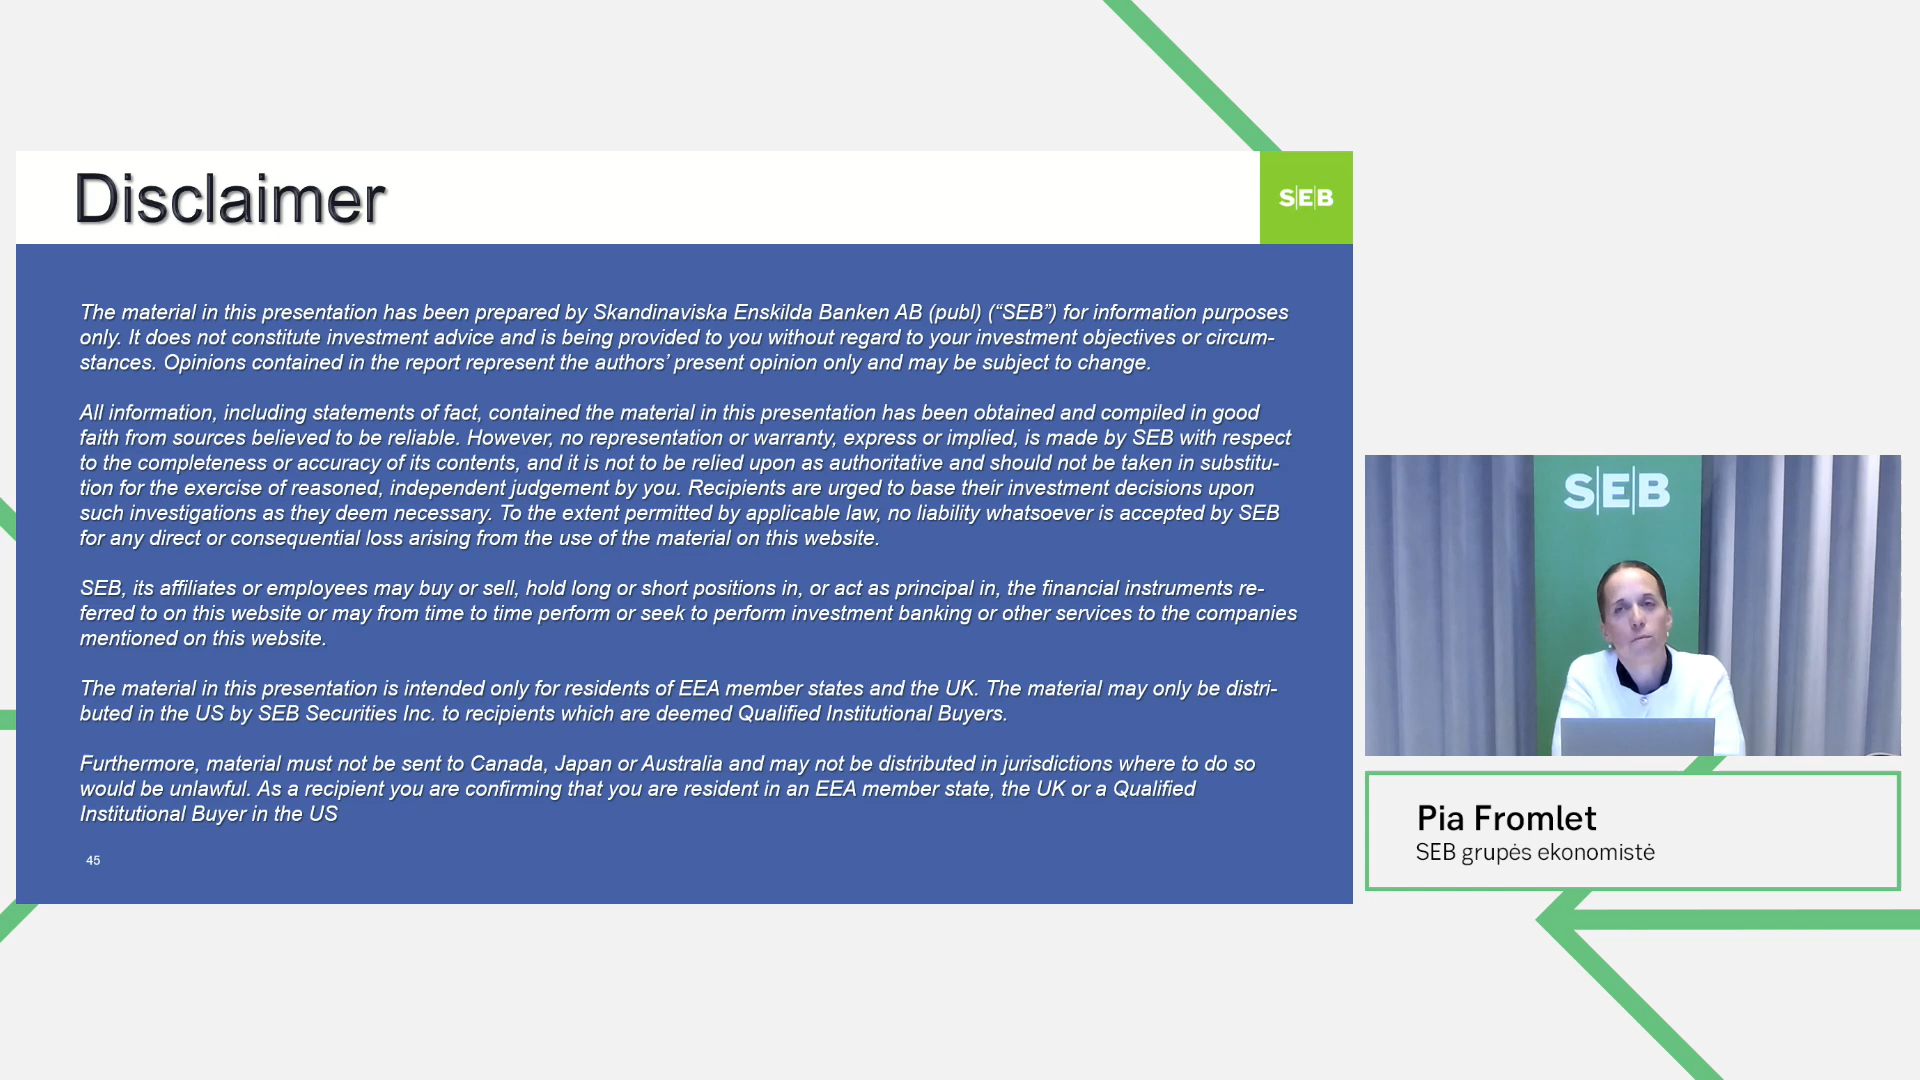 Disclaimer
SEB
The material in this presentation has been prepared by Skandinaviska Enskilda Banken AB (publ) (“SEB”) for information purposes
only. It does not constitute investment advice and is being provided to you without regard to your investment objectives or circum-
stances. Opinions contained in the report represent the authors’ present opinion only and may be subject to change.
All information, including statements of fact, contained the material in this presentation has been obtained and compiled in good
faith from sources believed to be reliable. However, no representation or warranty, express or implied, is made by SEB with respect
to the completeness or accuracy of its contents, and it is not to be relied upon as authoritative and should not be taken in substitu-
tion for the exercise of reasoned, independent judgement by you. Recipients are urged to base their investment decisions upon
such investigations as they deem necessary. To the extent permitted by applicable law, no liability whatsoever is accepted by SEB
for any direct or consequential loss arising from the use of the material on this website.
SEB, its affiliates or employees may buy or sell, hold long or short positions in, or act as principal in, the financial instruments re-
ferred to on this website or may from time to time perform or seek to perform investment banking or other services to the companies
mentioned on this website.
The material in this presentation is intended only for residents of EEA member states and the UK. The material may only be distri-
buted in the US by SEB Securities Inc. to recipients which are deemed Qualified Institutional Buyers.
Furthermore, material must not be sent to Canada, Japan or Australia and may not be distributed in jurisdictions where to do so
would be unlawful. As a recipient you are confirming that you are resident in an EEA member state, the UK or a Qualified
Institutional Buyer in the US
45
SEB
Pia Fromlet
SEB grupės ekonomistė